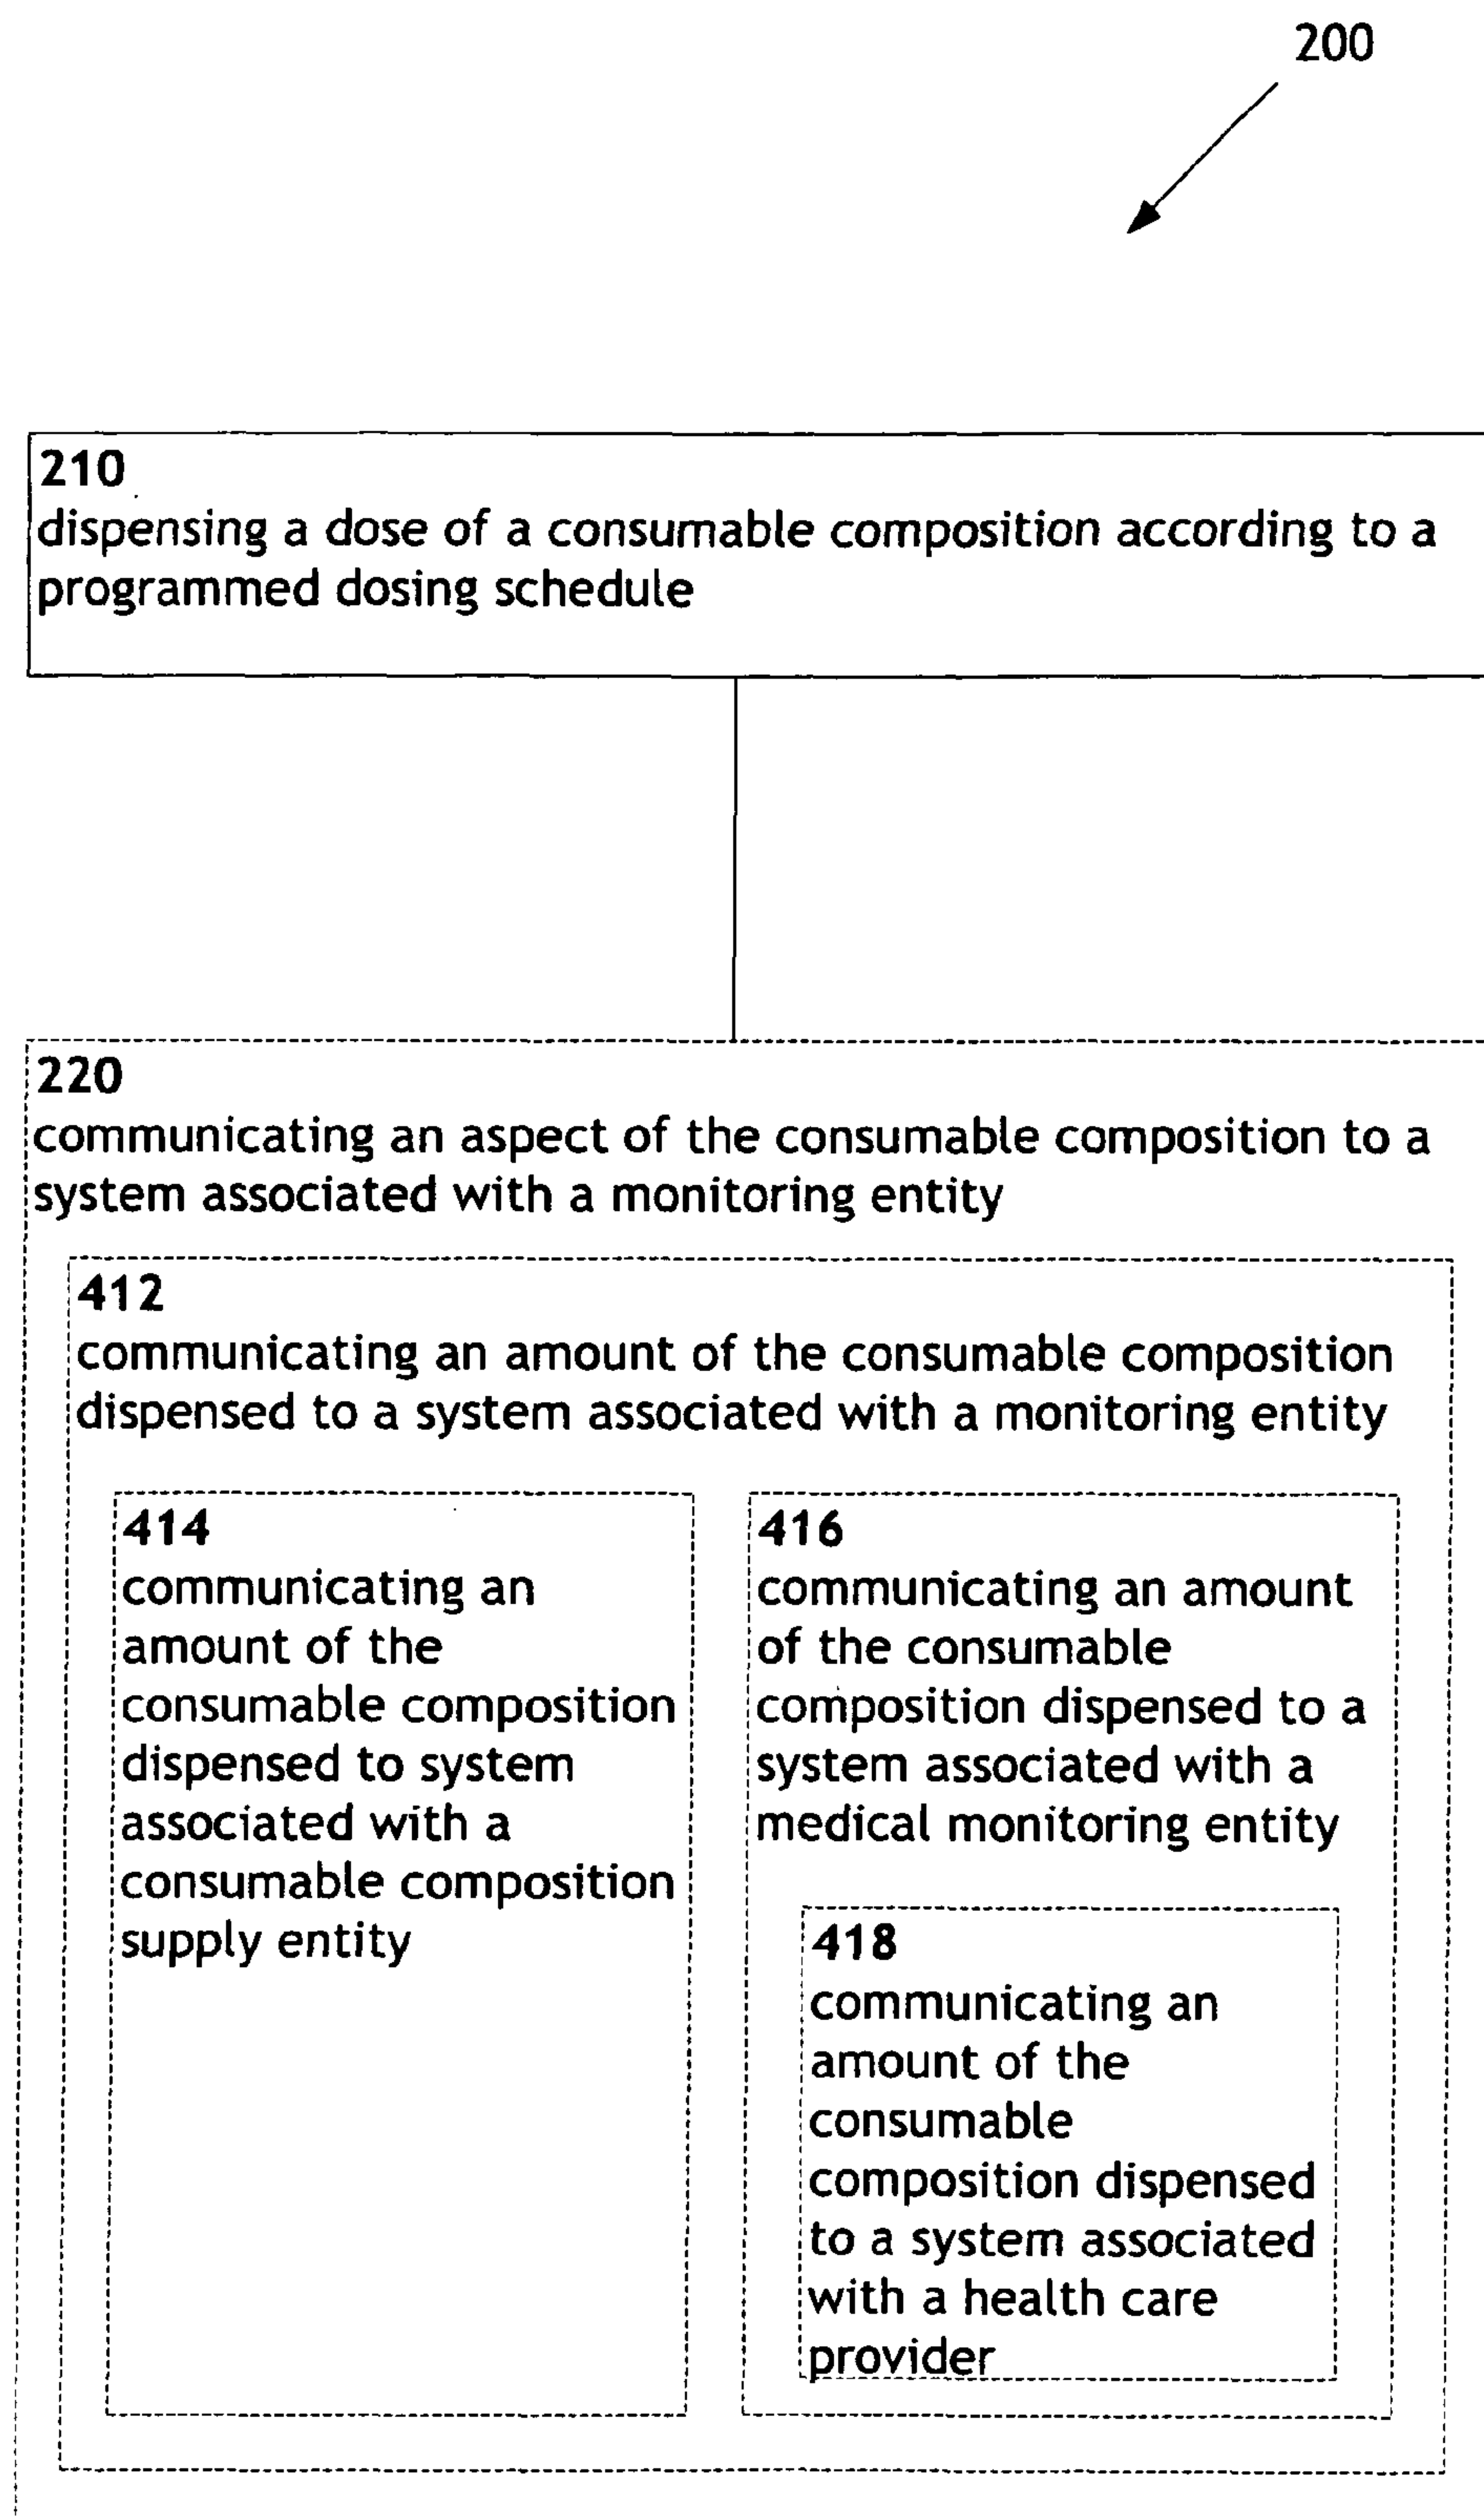 200
210
dispensing a dose of a consumable composition according to a
programmed dosing schedule
220
communicating an aspect of the consumable composition to a
system associated with a monitoring entity
412
communicating an amount of the consumable composition
dispensed to a system associated with a monitoring entity
414
communicating an
amount of the
consumable composition
dispensed to system
associated with a
consumable composition
supply entity
416
communicating an amount
of the consumable
composition dispensed to a
system associated with a
medical monitoring entity
418
communicating an
amount of the
consumable
composition dispensed
to a system associated
with a health care
provider